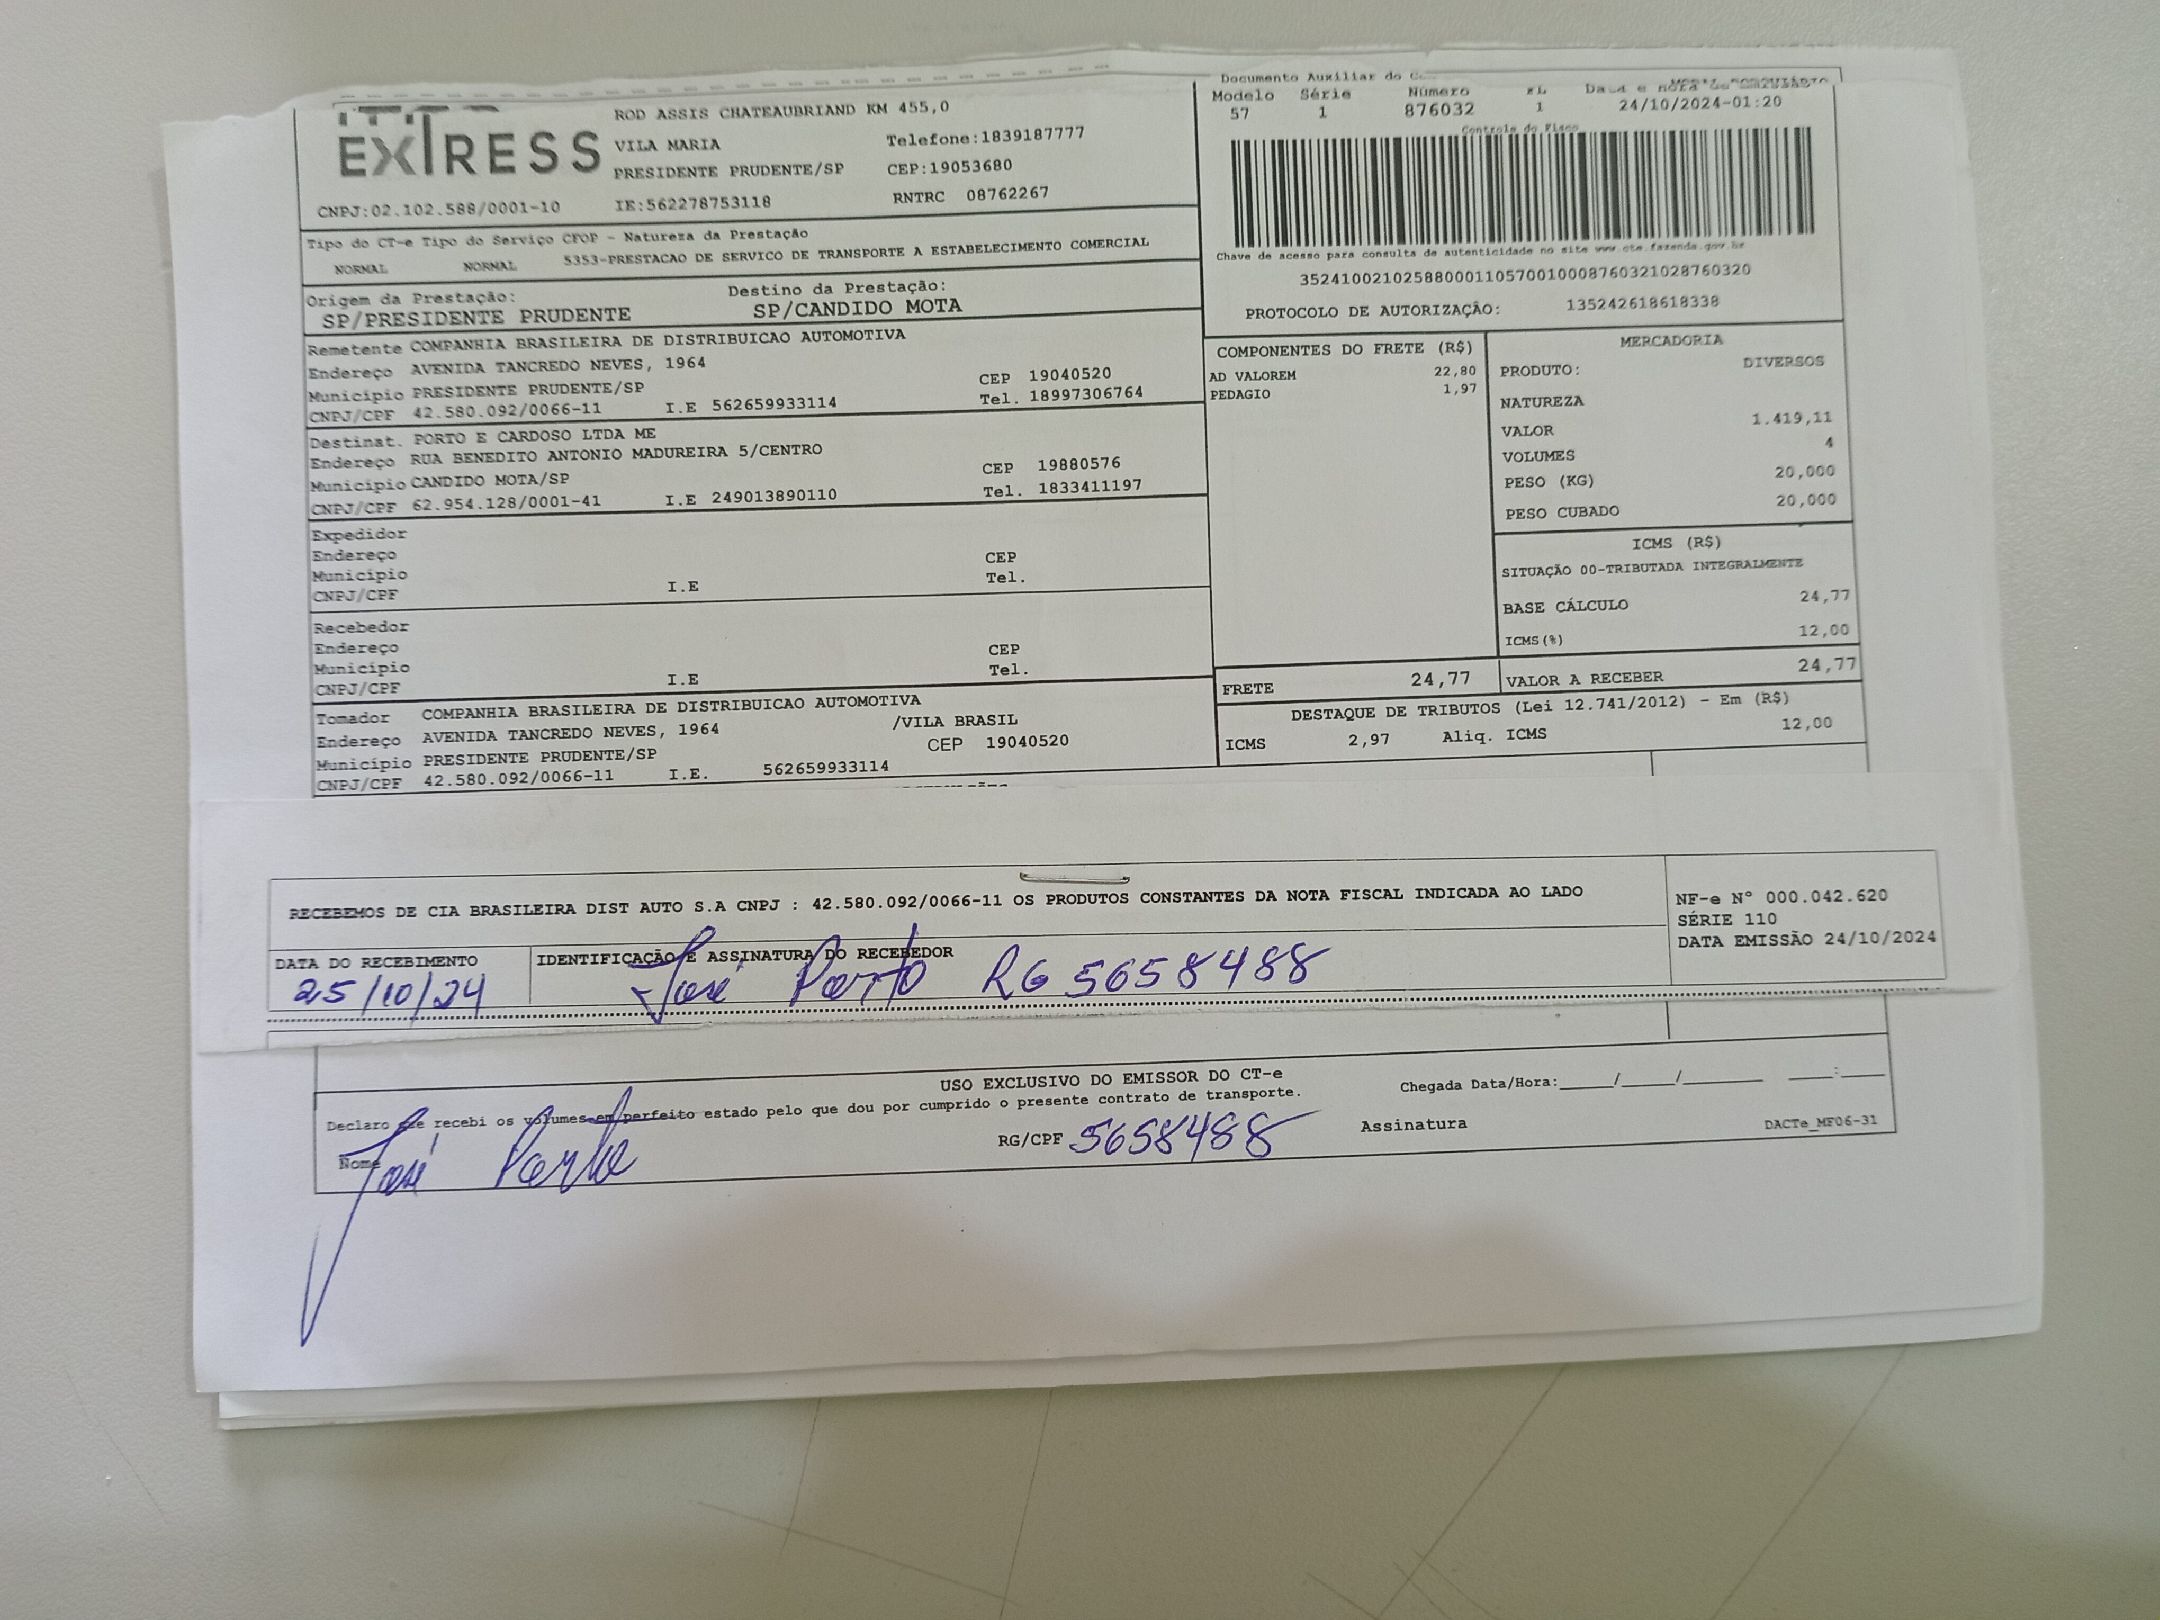 EXTRESS
CNPJ:02.102.588/0001-10
ROD ASSIS CHATEAUBRIAND KM 455,0
VILA MARIA Telefone:1839187777
PRESIDENTE PRUDENTE/SP CEP:19053680
IE:562278753118 RNTRC 08762267
Documento Auxiliar do
Modelo Série Número Data e hora
57 1 876032 1 24/10/2024-01:20
Controle do Fisco
Chave de acesso para consulta de autenticidade no site www.cte.fazenda.gov.br
35241002102588000110570010008760321028760320
PROTOCOLO DE AUTORIZAÇÃO: 135242618618338
Tipo do CT-e Tipo do Serviço CFOP - Natureza da Prestação
NORMAL NORMAL 5353-PRESTACAO DE SERVICO DE TRANSPORTE A ESTABELECIMENTO COMERCIAL
Origem da Prestação: Destino da Prestação:
SP/PRESIDENTE PRUDENTE SP/CANDIDO MOTA
Remetente COMPANHIA BRASILEIRA DE DISTRIBUICAO AUTOMOTIVA
Endereço AVENIDA TANCREDO NEVES, 1964
Município PRESIDENTE PRUDENTE/SP CEP 19040520
CNPJ/CPF 42.580.092/0066-11 I.E 562659933114 Tel. 18997306764
Destinat. PORTO E CARDOSO LTDA ME
Endereço RUA BENEDITO ANTONIO MADUREIRA 5/CENTRO
Município CANDIDO MOTA/SP CEP 19880576
CNPJ/CPF 62.954.128/0001-41 I.E 249013890110 Tel. 1833411197
Expedidor
Endereço CEP
Município Tel.
CNPJ/CPF I.E
Recebedor
Endereço CEP
Município Tel.
CNPJ/CPF I.E
Tomador COMPANHIA BRASILEIRA DE DISTRIBUICAO AUTOMOTIVA
Endereço AVENIDA TANCREDO NEVES, 1964 /VILA BRASIL
Município PRESIDENTE PRUDENTE/SP CEP 19040520
CNPJ/CPF 42.580.092/0066-11 I.E. 562659933114
COMPONENTES DO FRETE (R$)
AD VALOREM 22,80
PEDAGIO 1,97
MERCADORIA
PRODUTO: DIVERSOS
NATUREZA
VALOR 1.419,11
VOLUMES 4
PESO (KG) 20,000
PESO CUBADO 20,000
ICMS (R$)
SITUAÇÃO 00-TRIBUTADA INTEGRALMENTE
BASE CÁLCULO 24,77
ICMS(%) 12,00
FRETE 24,77 VALOR A RECEBER 24,77
DESTAQUE DE TRIBUTOS (Lei 12.741/2012) - Em (R$)
ICMS 2,97 Aliq. ICMS 12,00
RECEBEMOS DE CIA BRASILEIRA DIST AUTO S.A CNPJ : 42.580.092/0066-11 OS PRODUTOS CONSTANTES DA NOTA FISCAL INDICADA AO LADO
NF-e Nº 000.042.620
SÉRIE 110
DATA EMISSÃO 24/10/2024
DATA DO RECEBIMENTO IDENTIFICAÇÃO E ASSINATURA DO RECEBEDOR
25/10/24 José Porto RG 5658488
USO EXCLUSIVO DO EMISSOR DO CT-e
Declaro que recebi os volumes em perfeito estado pelo que dou por cumprido o presente contrato de transporte.
Chegada Data/Hora:____/____/______ ____:____
Nome José Porto RG/CPF 5658488 Assinatura
DACTe_MF06-31